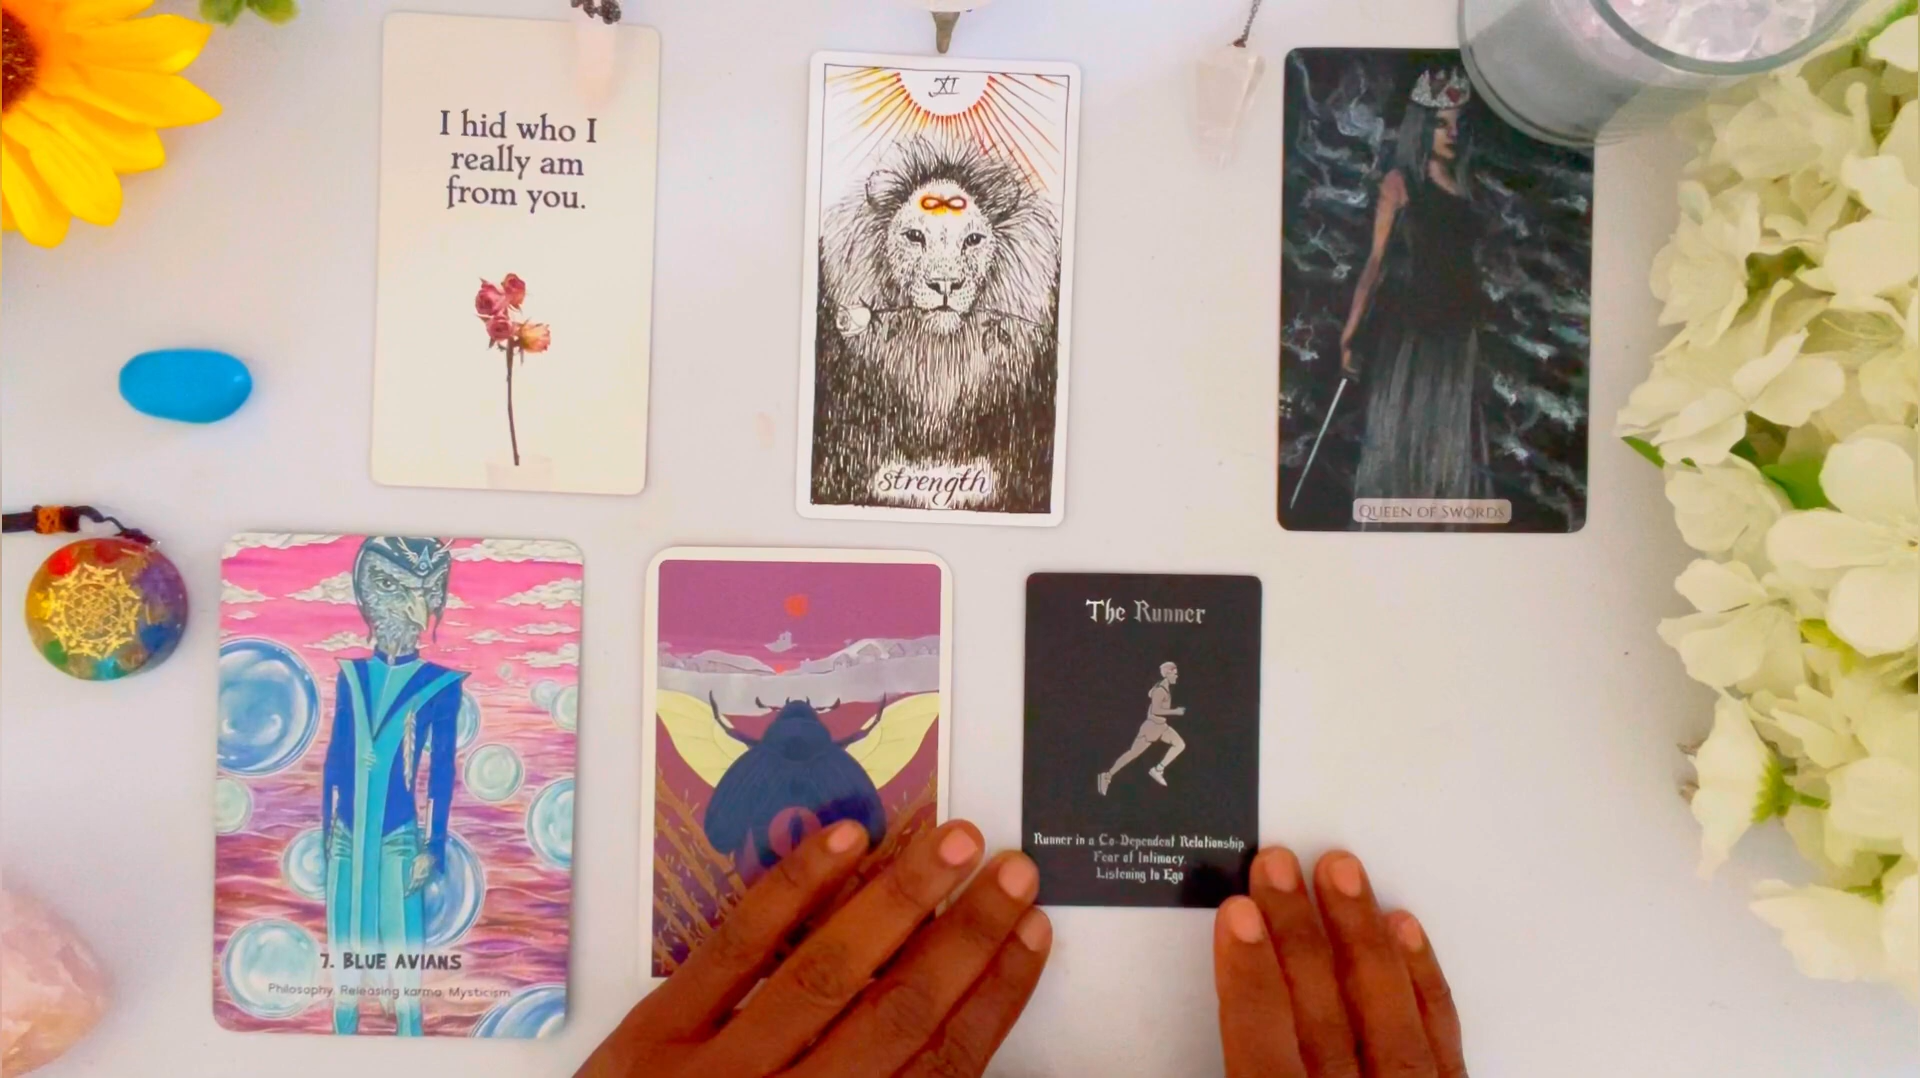 I hid who I
really am
from you.
XI
strength
QUEEN OF SWORDS
7. BLUE AVIANS
Philosophy. Releasing karma. Mysticism.
The Runner
Runner in a Co-Dependent Relationship.
Fear of Intimacy.
Listening to Ego